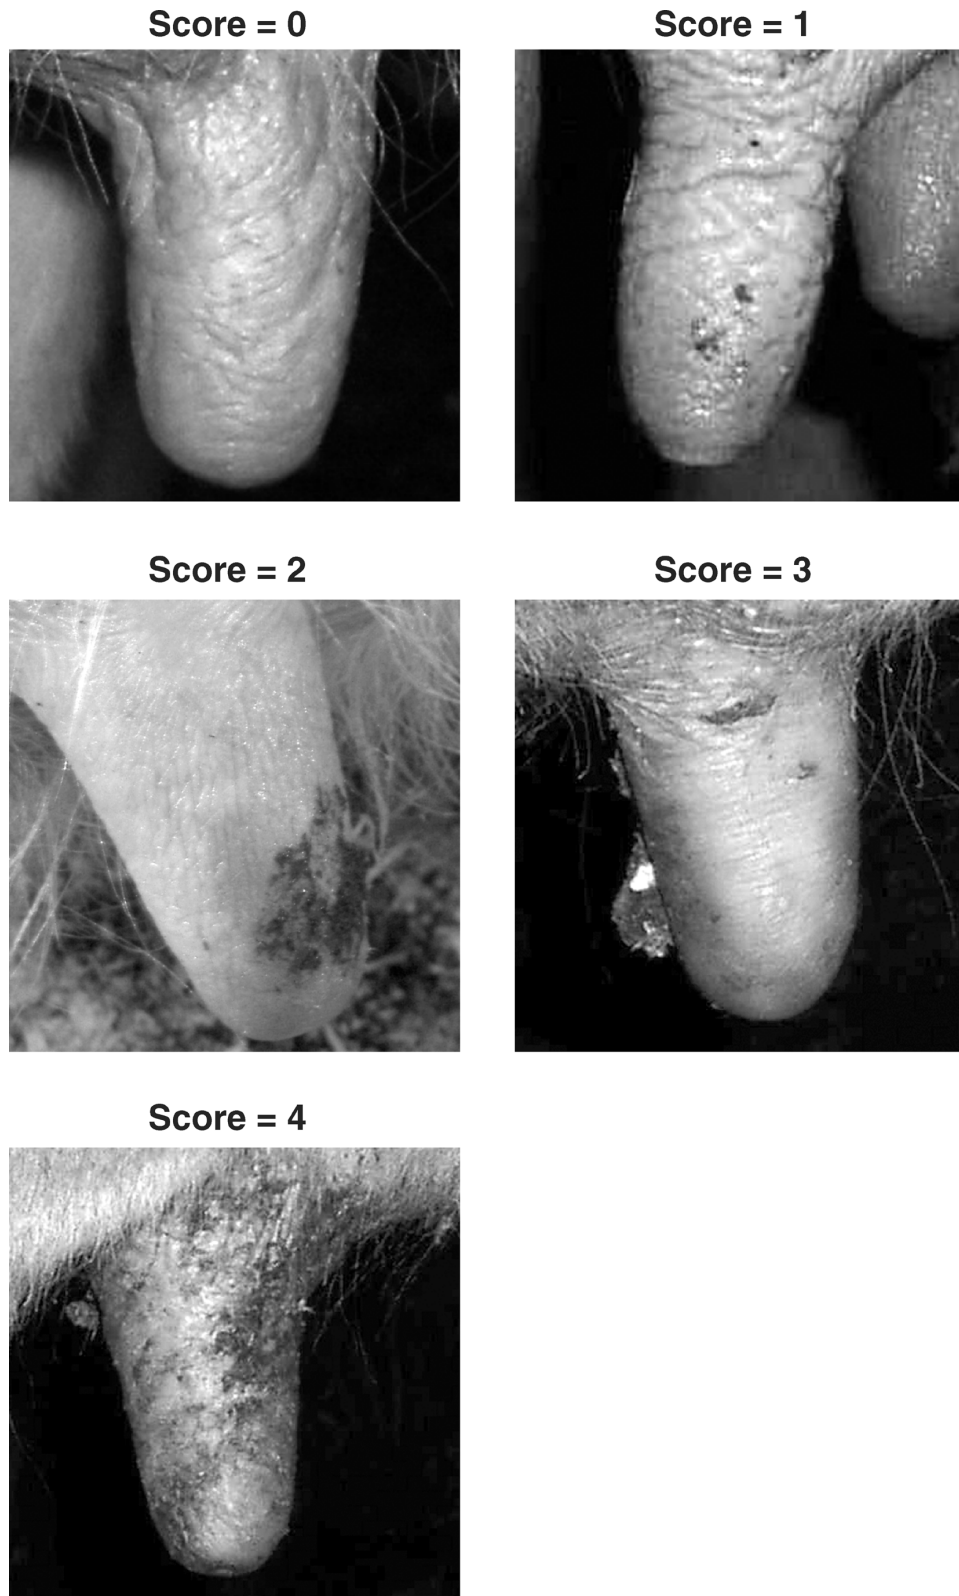 Score = 0
Score = 1
Score = 2
Score = 3
Score = 4